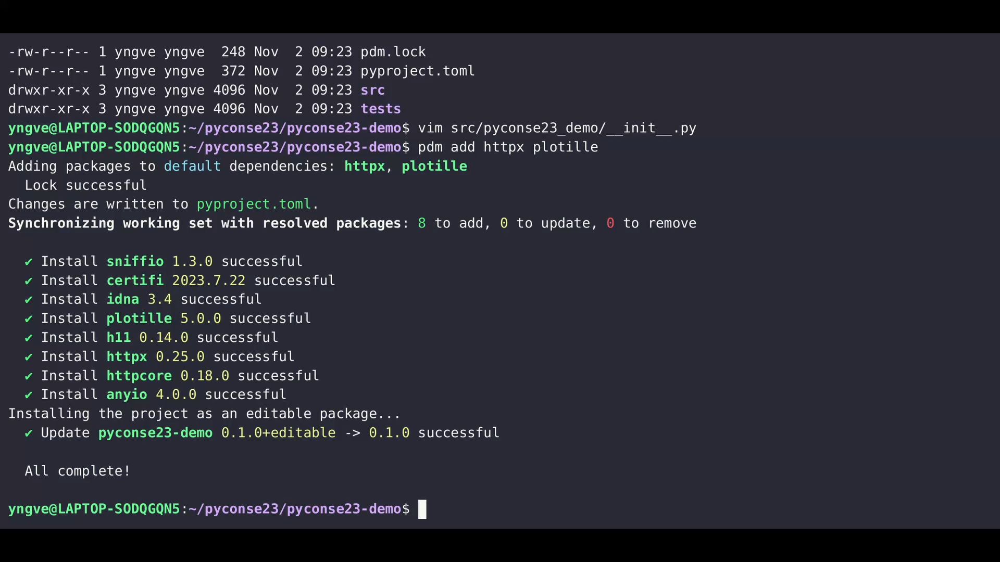 -rw-r--r-- 1 yngve yngve  248 Nov  2 09:23 pdm.lock
-rw-r--r-- 1 yngve yngve  372 Nov  2 09:23 pyproject.toml
drwxr-xr-x 3 yngve yngve 4096 Nov  2 09:23 src
drwxr-xr-x 3 yngve yngve 4096 Nov  2 09:23 tests
yngve@LAPTOP-SODQGQN5:~/pyconse23/pyconse23-demo$ vim src/pyconse23_demo/__init__.py
yngve@LAPTOP-SODQGQN5:~/pyconse23/pyconse23-demo$ pdm add httpx plotille
Adding packages to default dependencies: httpx, plotille
  Lock successful
Changes are written to pyproject.toml.
Synchronizing working set with resolved packages: 8 to add, 0 to update, 0 to remove

  ✔ Install sniffio 1.3.0 successful
  ✔ Install certifi 2023.7.22 successful
  ✔ Install idna 3.4 successful
  ✔ Install plotille 5.0.0 successful
  ✔ Install h11 0.14.0 successful
  ✔ Install httpx 0.25.0 successful
  ✔ Install httpcore 0.18.0 successful
  ✔ Install anyio 4.0.0 successful
Installing the project as an editable package...
  ✔ Update pyconse23-demo 0.1.0+editable -> 0.1.0 successful

  All complete!

yngve@LAPTOP-SODQGQN5:~/pyconse23/pyconse23-demo$